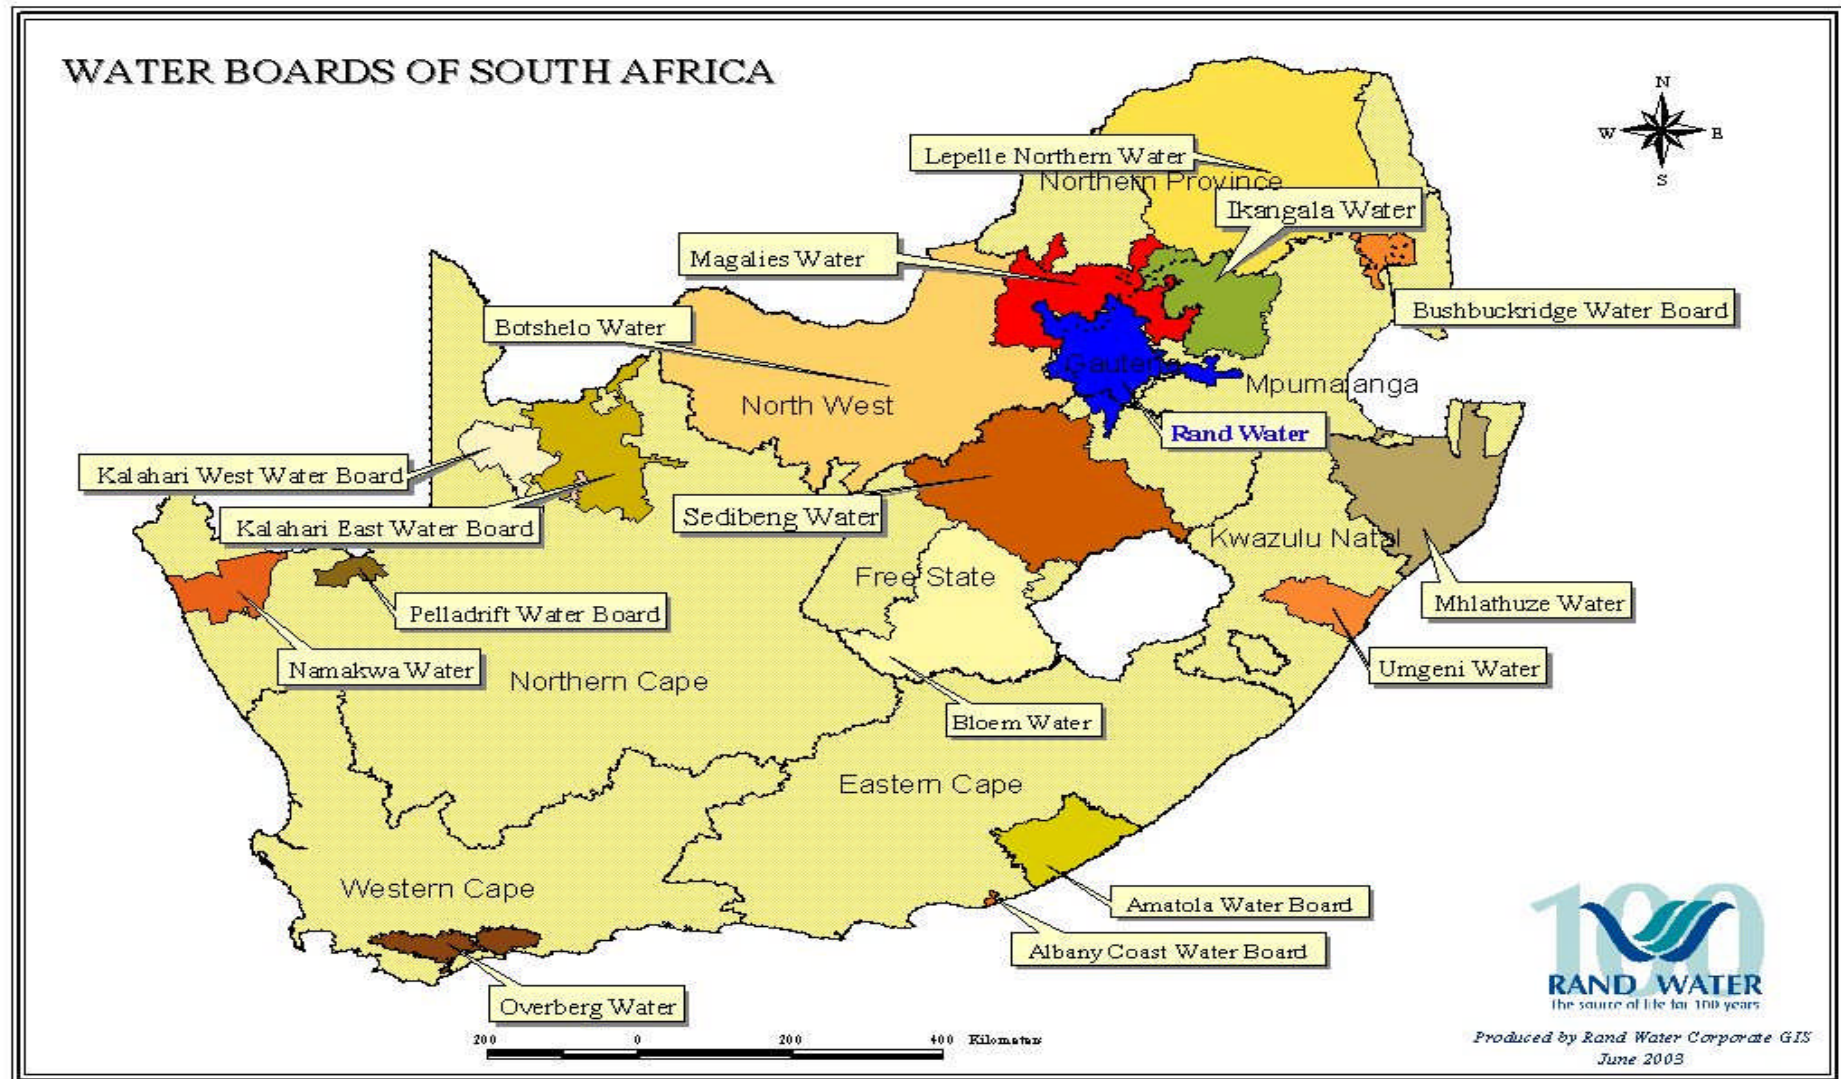 WATER BOARDS OF SOUTH AFRICA
N
W
E
S
Lepelle Northern Water
Northern Province
Ikangala Water
Magalies Water
Bushbuckridge Water Board
Botshelo Water
Gauteng
Mpumalanga
North West
Rand Water
Kalahari West Water Board
Sedibeng Water
Kalahari East Water Board
Kwazulu Natal
Free State
Pelladrift Water Board
Mhlathuze Water
Namakwa Water
Northern Cape
Umgeni Water
Bloem Water
Eastern Cape
Western Cape
Amatola Water Board
Albany Coast Water Board
Overberg Water
200 0 200 400 Kilometers
100
RAND WATER
The source of life for 100 years
Produced by Rand Water Corporate GIS
June 2003